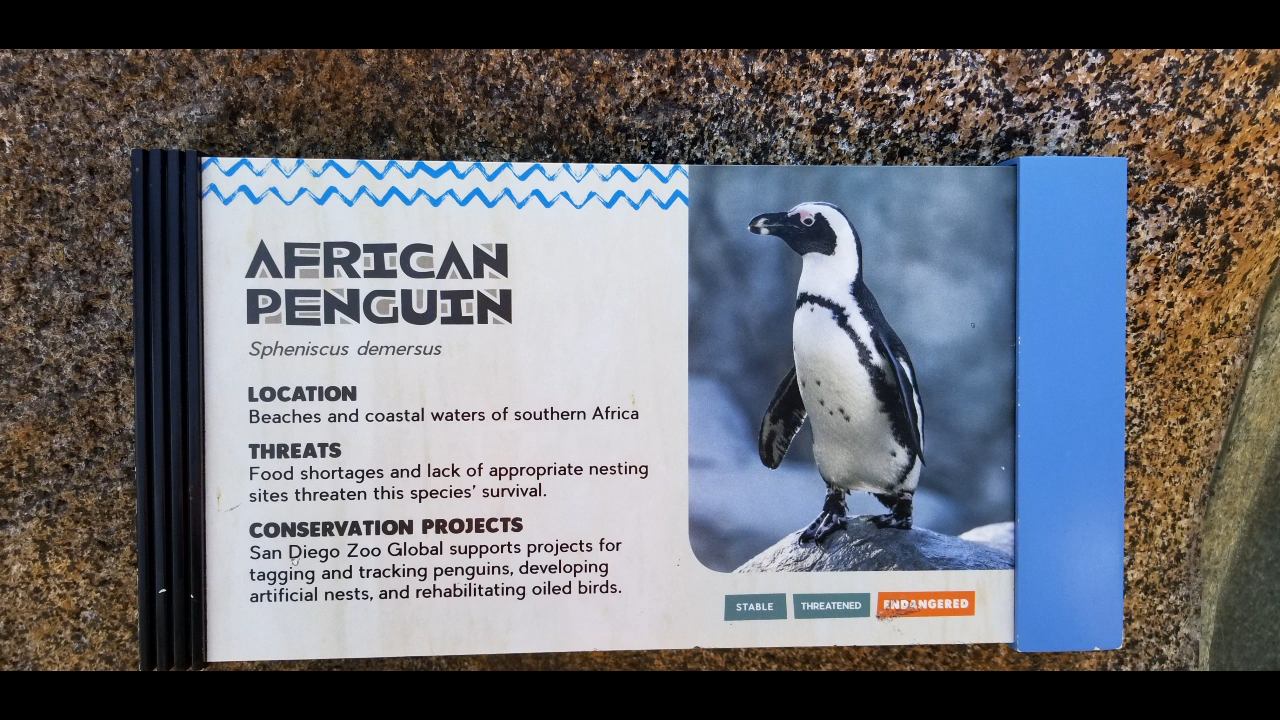 AFRICAN
PENGUIN
Spheniscus demersus
LOCATION
Beaches and coastal waters of southern Africa
THREATS
Food shortages and lack of appropriate nesting
sites threaten this species’ survival.
CONSERVATION PROJECTS
San Diego Zoo Global supports projects for
tagging and tracking penguins, developing
artificial nests, and rehabilitating oiled birds.
STABLE THREATENED ENDANGERED